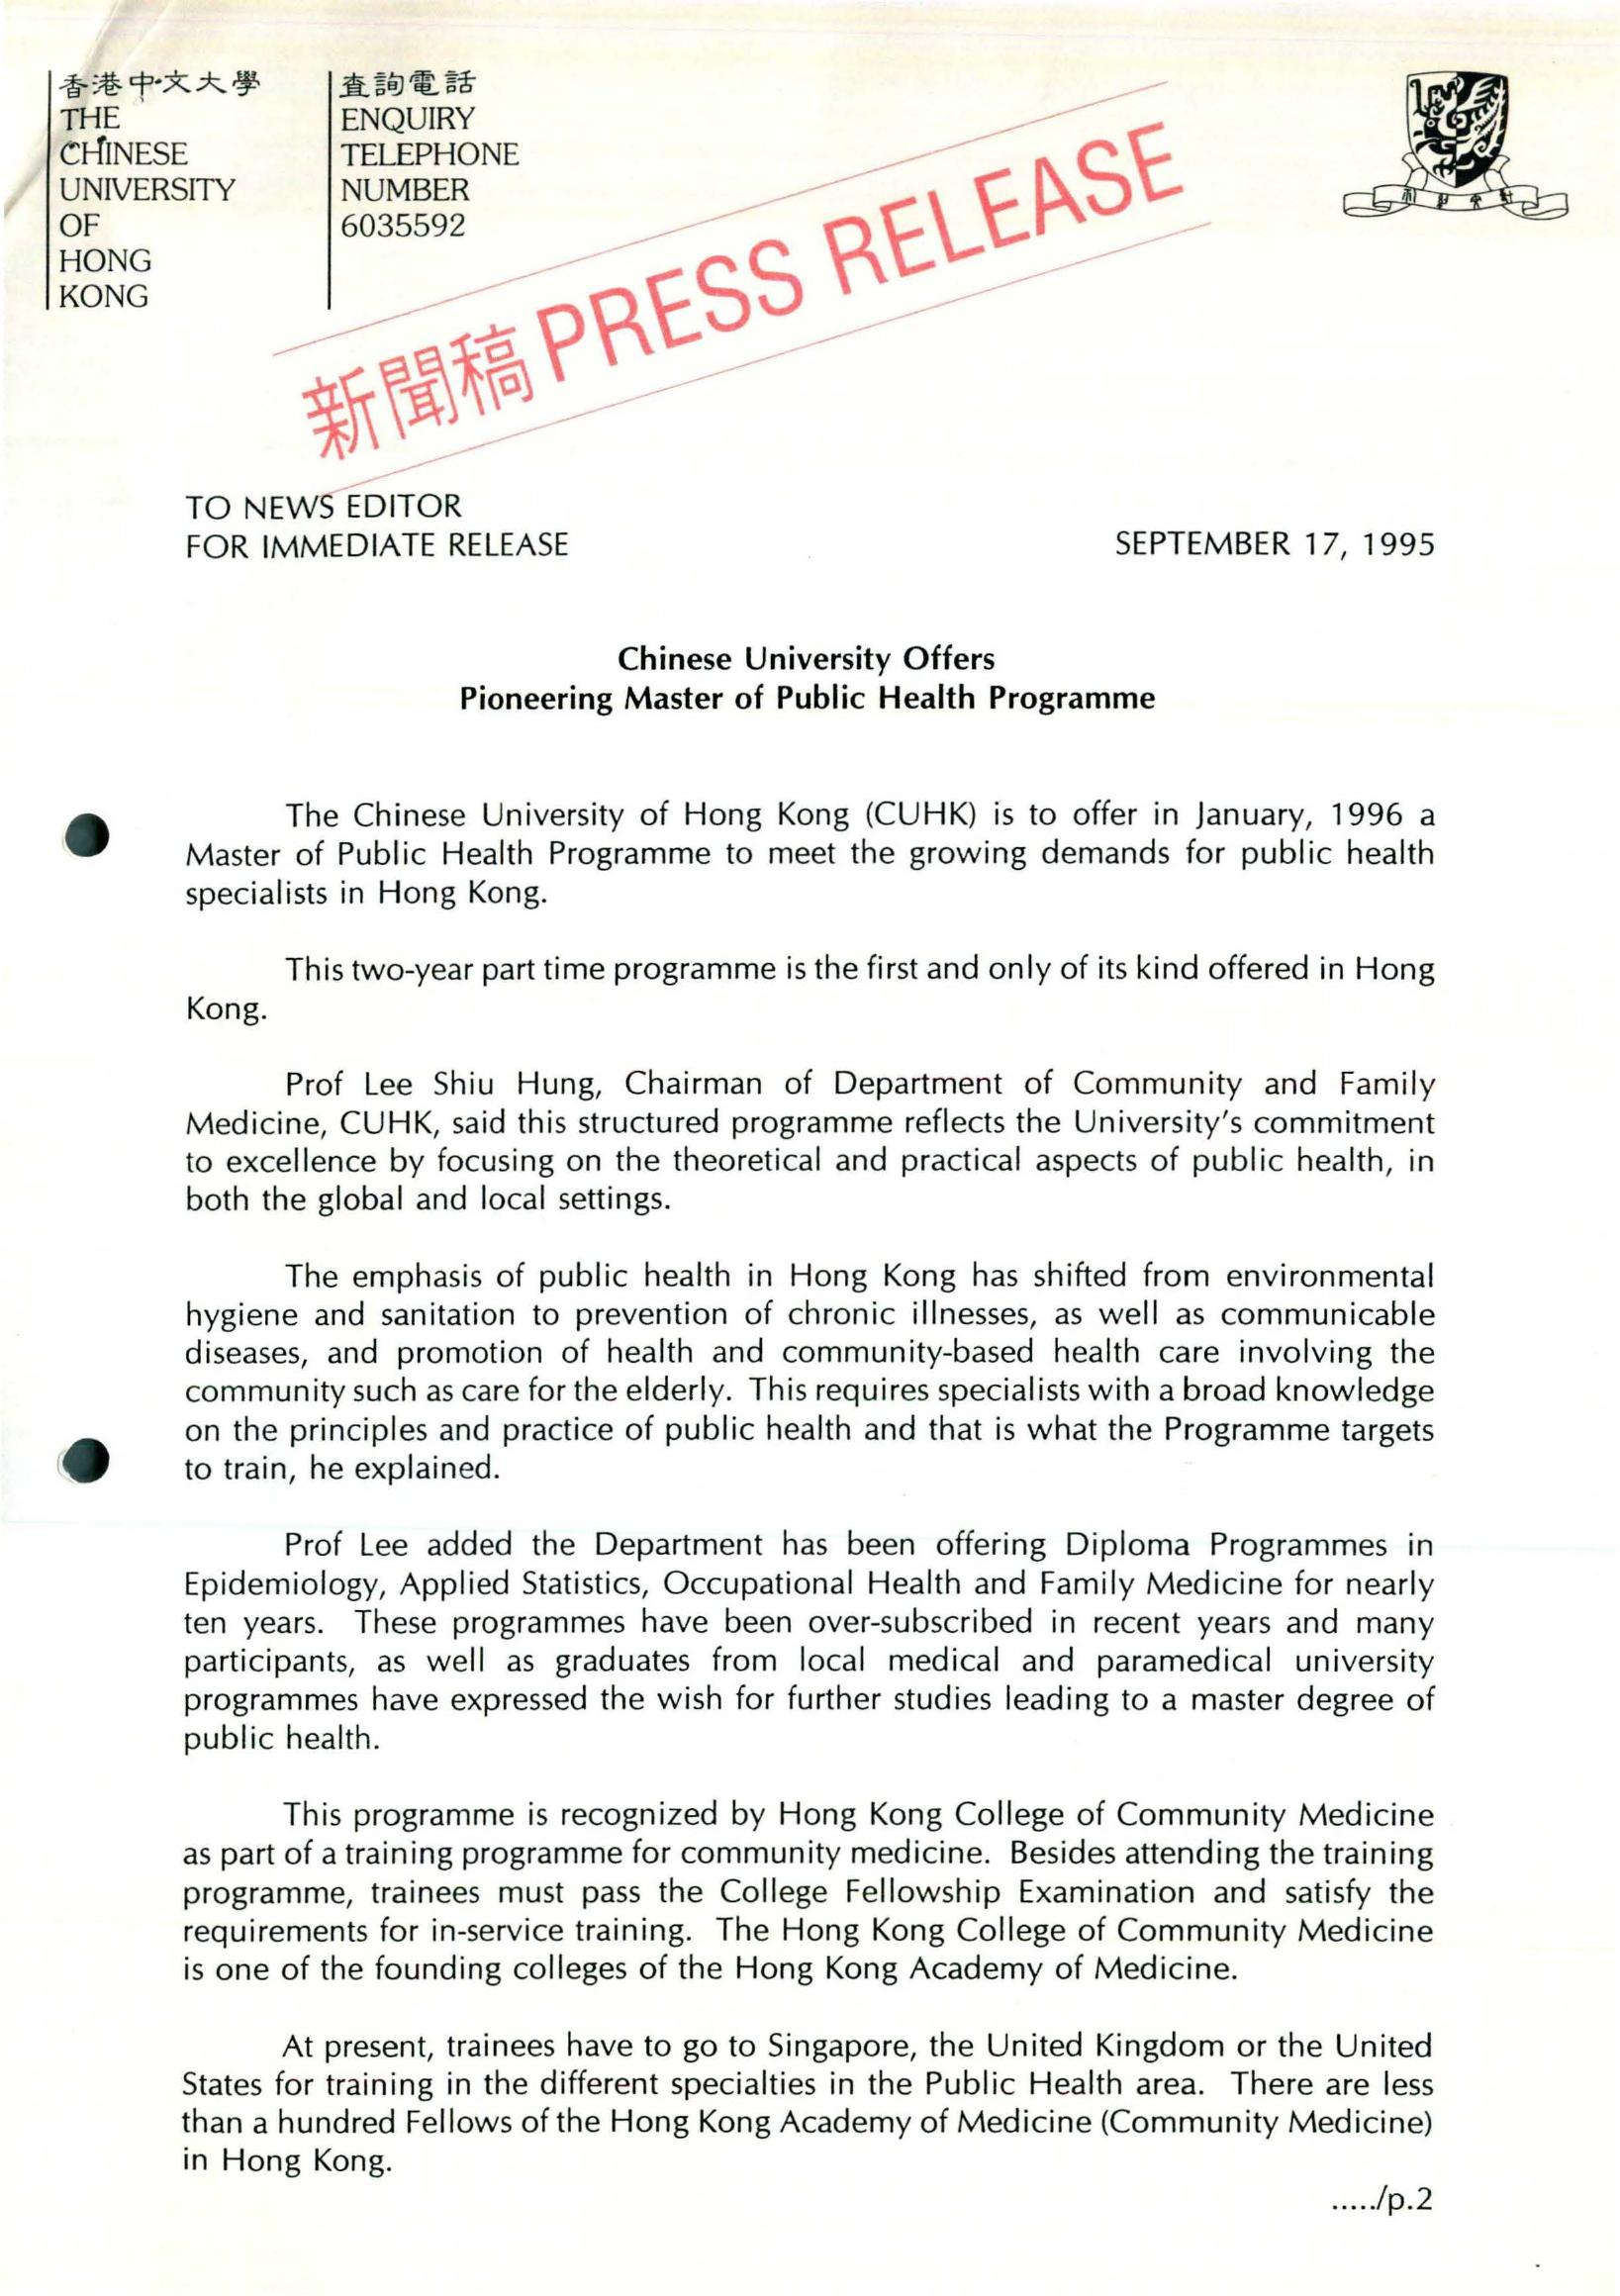 香港中文大學
THE
CHINESE
UNIVERSITY
OF
HONG
KONG
查詢電話
ENQUIRY
TELEPHONE
NUMBER
6035592
新聞稿 PRESS RELEASE
TO NEWS EDITOR
FOR IMMEDIATE RELEASE
SEPTEMBER 17, 1995
Chinese University Offers
Pioneering Master of Public Health Programme
The Chinese University of Hong Kong (CUHK) is to offer in January, 1996 a
Master of Public Health Programme to meet the growing demands for public health
specialists in Hong Kong.
This two-year part time programme is the first and only of its kind offered in Hong
Kong.
Prof Lee Shiu Hung, Chairman of Department of Community and Family
Medicine, CUHK, said this structured programme reflects the University's commitment
to excellence by focusing on the theoretical and practical aspects of public health, in
both the global and local settings.
The emphasis of public health in Hong Kong has shifted from environmental
hygiene and sanitation to prevention of chronic illnesses, as well as communicable
diseases, and promotion of health and community-based health care involving the
community such as care for the elderly. This requires specialists with a broad knowledge
on the principles and practice of public health and that is what the Programme targets
to train, he explained.
Prof Lee added the Department has been offering Diploma Programmes in
Epidemiology, Applied Statistics, Occupational Health and Family Medicine for nearly
ten years. These programmes have been over-subscribed in recent years and many
participants, as well as graduates from local medical and paramedical university
programmes have expressed the wish for further studies leading to a master degree of
public health.
This programme is recognized by Hong Kong College of Community Medicine
as part of a training programme for community medicine. Besides attending the training
programme, trainees must pass the College Fellowship Examination and satisfy the
requirements for in-service training. The Hong Kong College of Community Medicine
is one of the founding colleges of the Hong Kong Academy of Medicine.
At present, trainees have to go to Singapore, the United Kingdom or the United
States for training in the different specialties in the Public Health area. There are less
than a hundred Fellows of the Hong Kong Academy of Medicine (Community Medicine)
in Hong Kong.
...../p.2